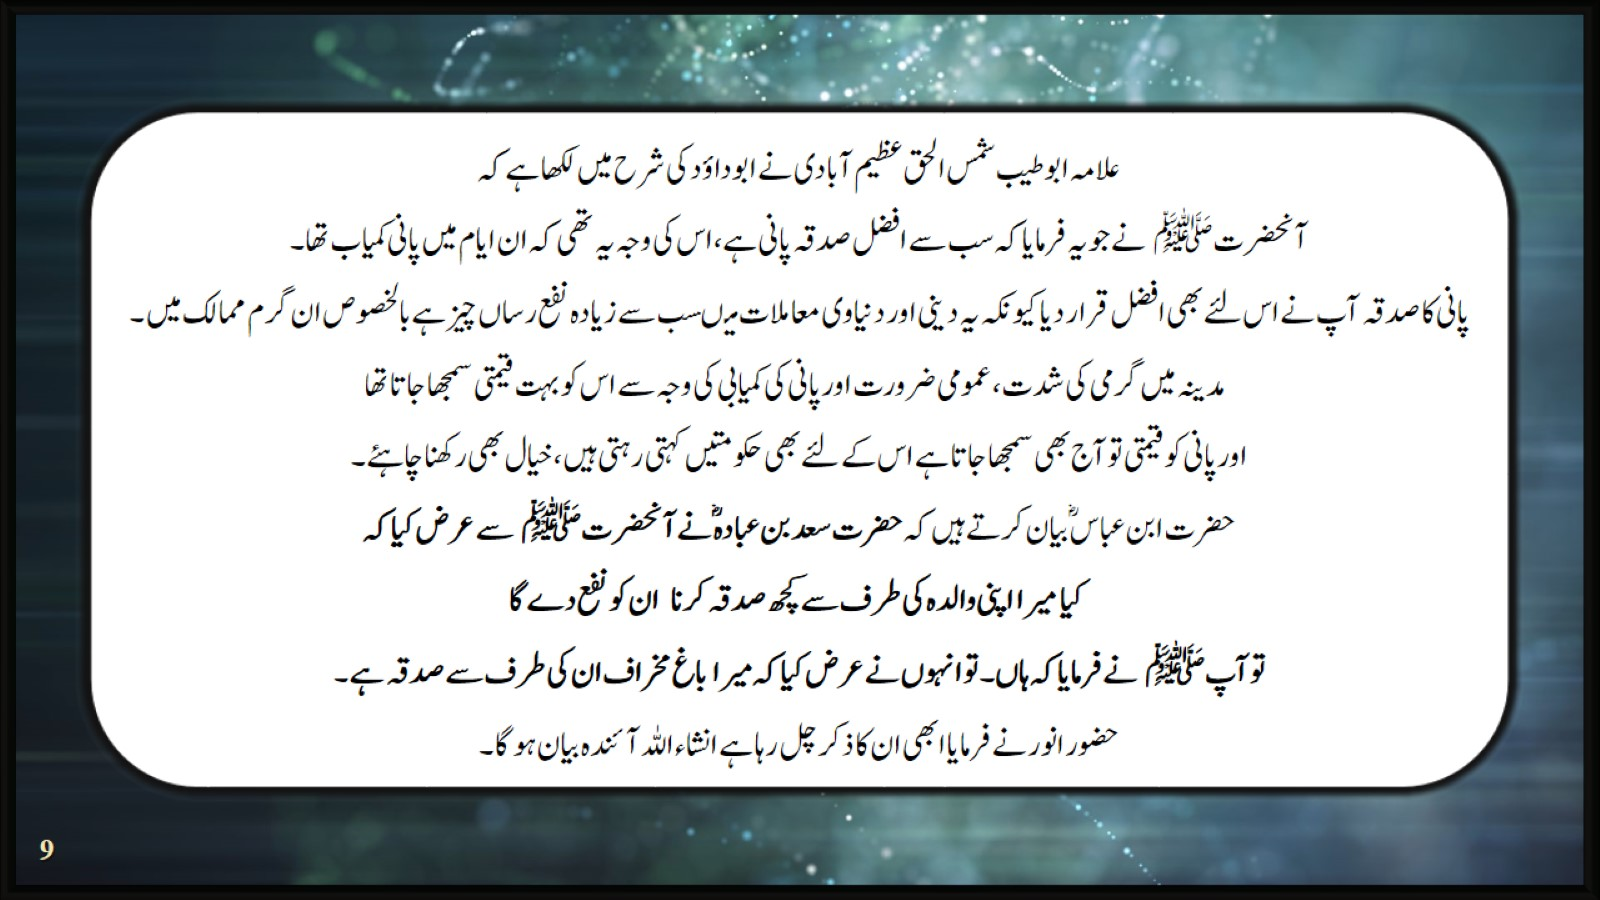 علامہ ابو طیب شمس الحق عظیم آبادی نے ابوداؤد کی شرح میں لکھا ہے کہ
آنحضرت ﷺ نے جو یہ فرمایا کہ سب سے افضل صدقہ پانی ہے، اس کی وجہ یہ تھی کہ ان ایام میں پانی کمیاب تھا۔
پانی کا صدقہ آپ نے اس لئے بھی افضل قرار دیا کیونکہ یہ دینی اور دنیاوی معاملات میں سب سے زیادہ نفع رساں چیز ہے بالخصوص ان گرم ممالک میں۔
مدینہ میں گرمی کی شدت، عمومی ضرورت اور پانی کی کمیابی کی وجہ سے اس کو بہت قیمتی سمجھا جاتا تھا
اور پانی کو قیمتی تو آج بھی سمجھا جاتا ہے اس کے لئے بھی حکومتیں کہتی رہتی ہیں، خیال بھی رکھنا چاہئے۔
حضرت ابن عباسؓ بیان کرتے ہیں کہ حضرت سعد بن عبادہؓ نے آنحضرت ﷺ سے عرض کیا کہ
کیا میرا اپنی والدہ کی طرف سے کچھ صدقہ کرنا ان کو نفع دے گا
تو آپ ﷺ نے فرمایا کہ ہاں۔ تو انہوں نے عرض کیا کہ میرا باغ مخراف ان کی طرف سے صدقہ ہے۔
حضور انور نے فرمایا ابھی ان کا ذکر چل رہا ہے انشاء اللہ آئندہ بیان ہو گا۔
9